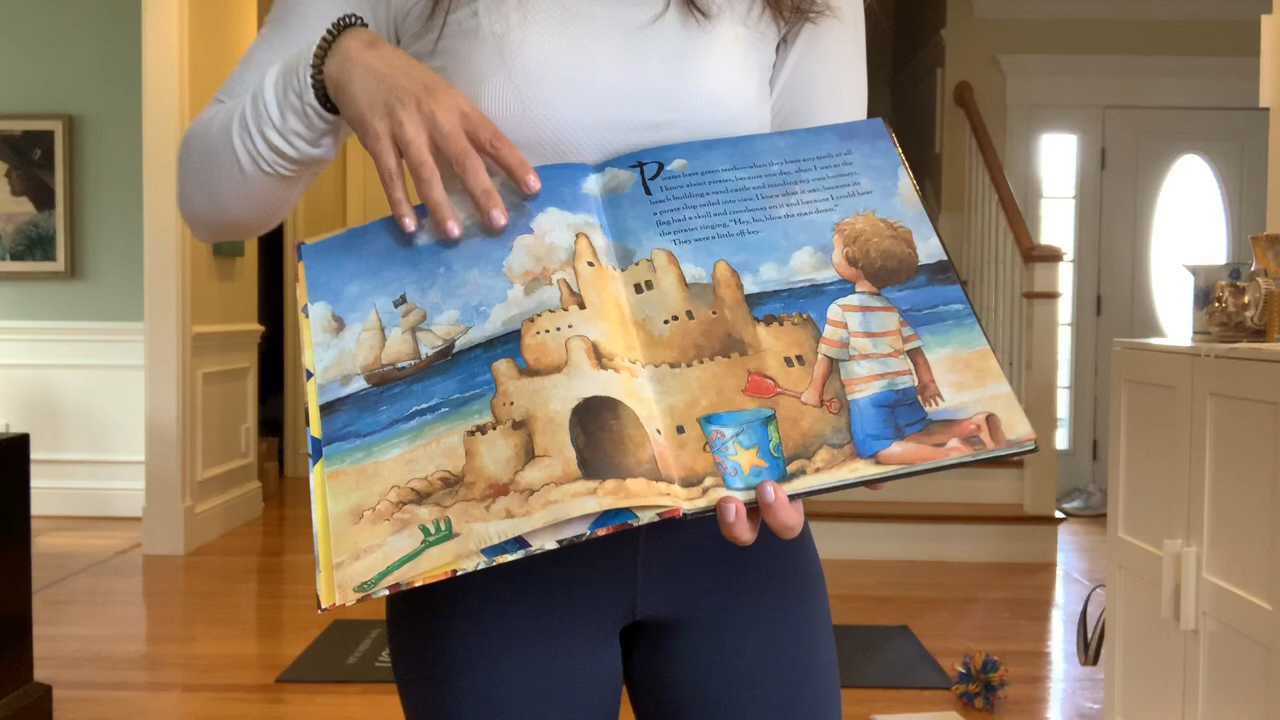 Pirates have green teeth—when they have any teeth at all.
I know about pirates, because one day, when I was at the
beach building a sand castle and minding my own business,
a pirate ship sailed into view. I knew what it was, because its
flag had a skull and crossbones on it and because I could hear
the pirates singing, "Hey, ho, blow the man down."
They were a little off-key.